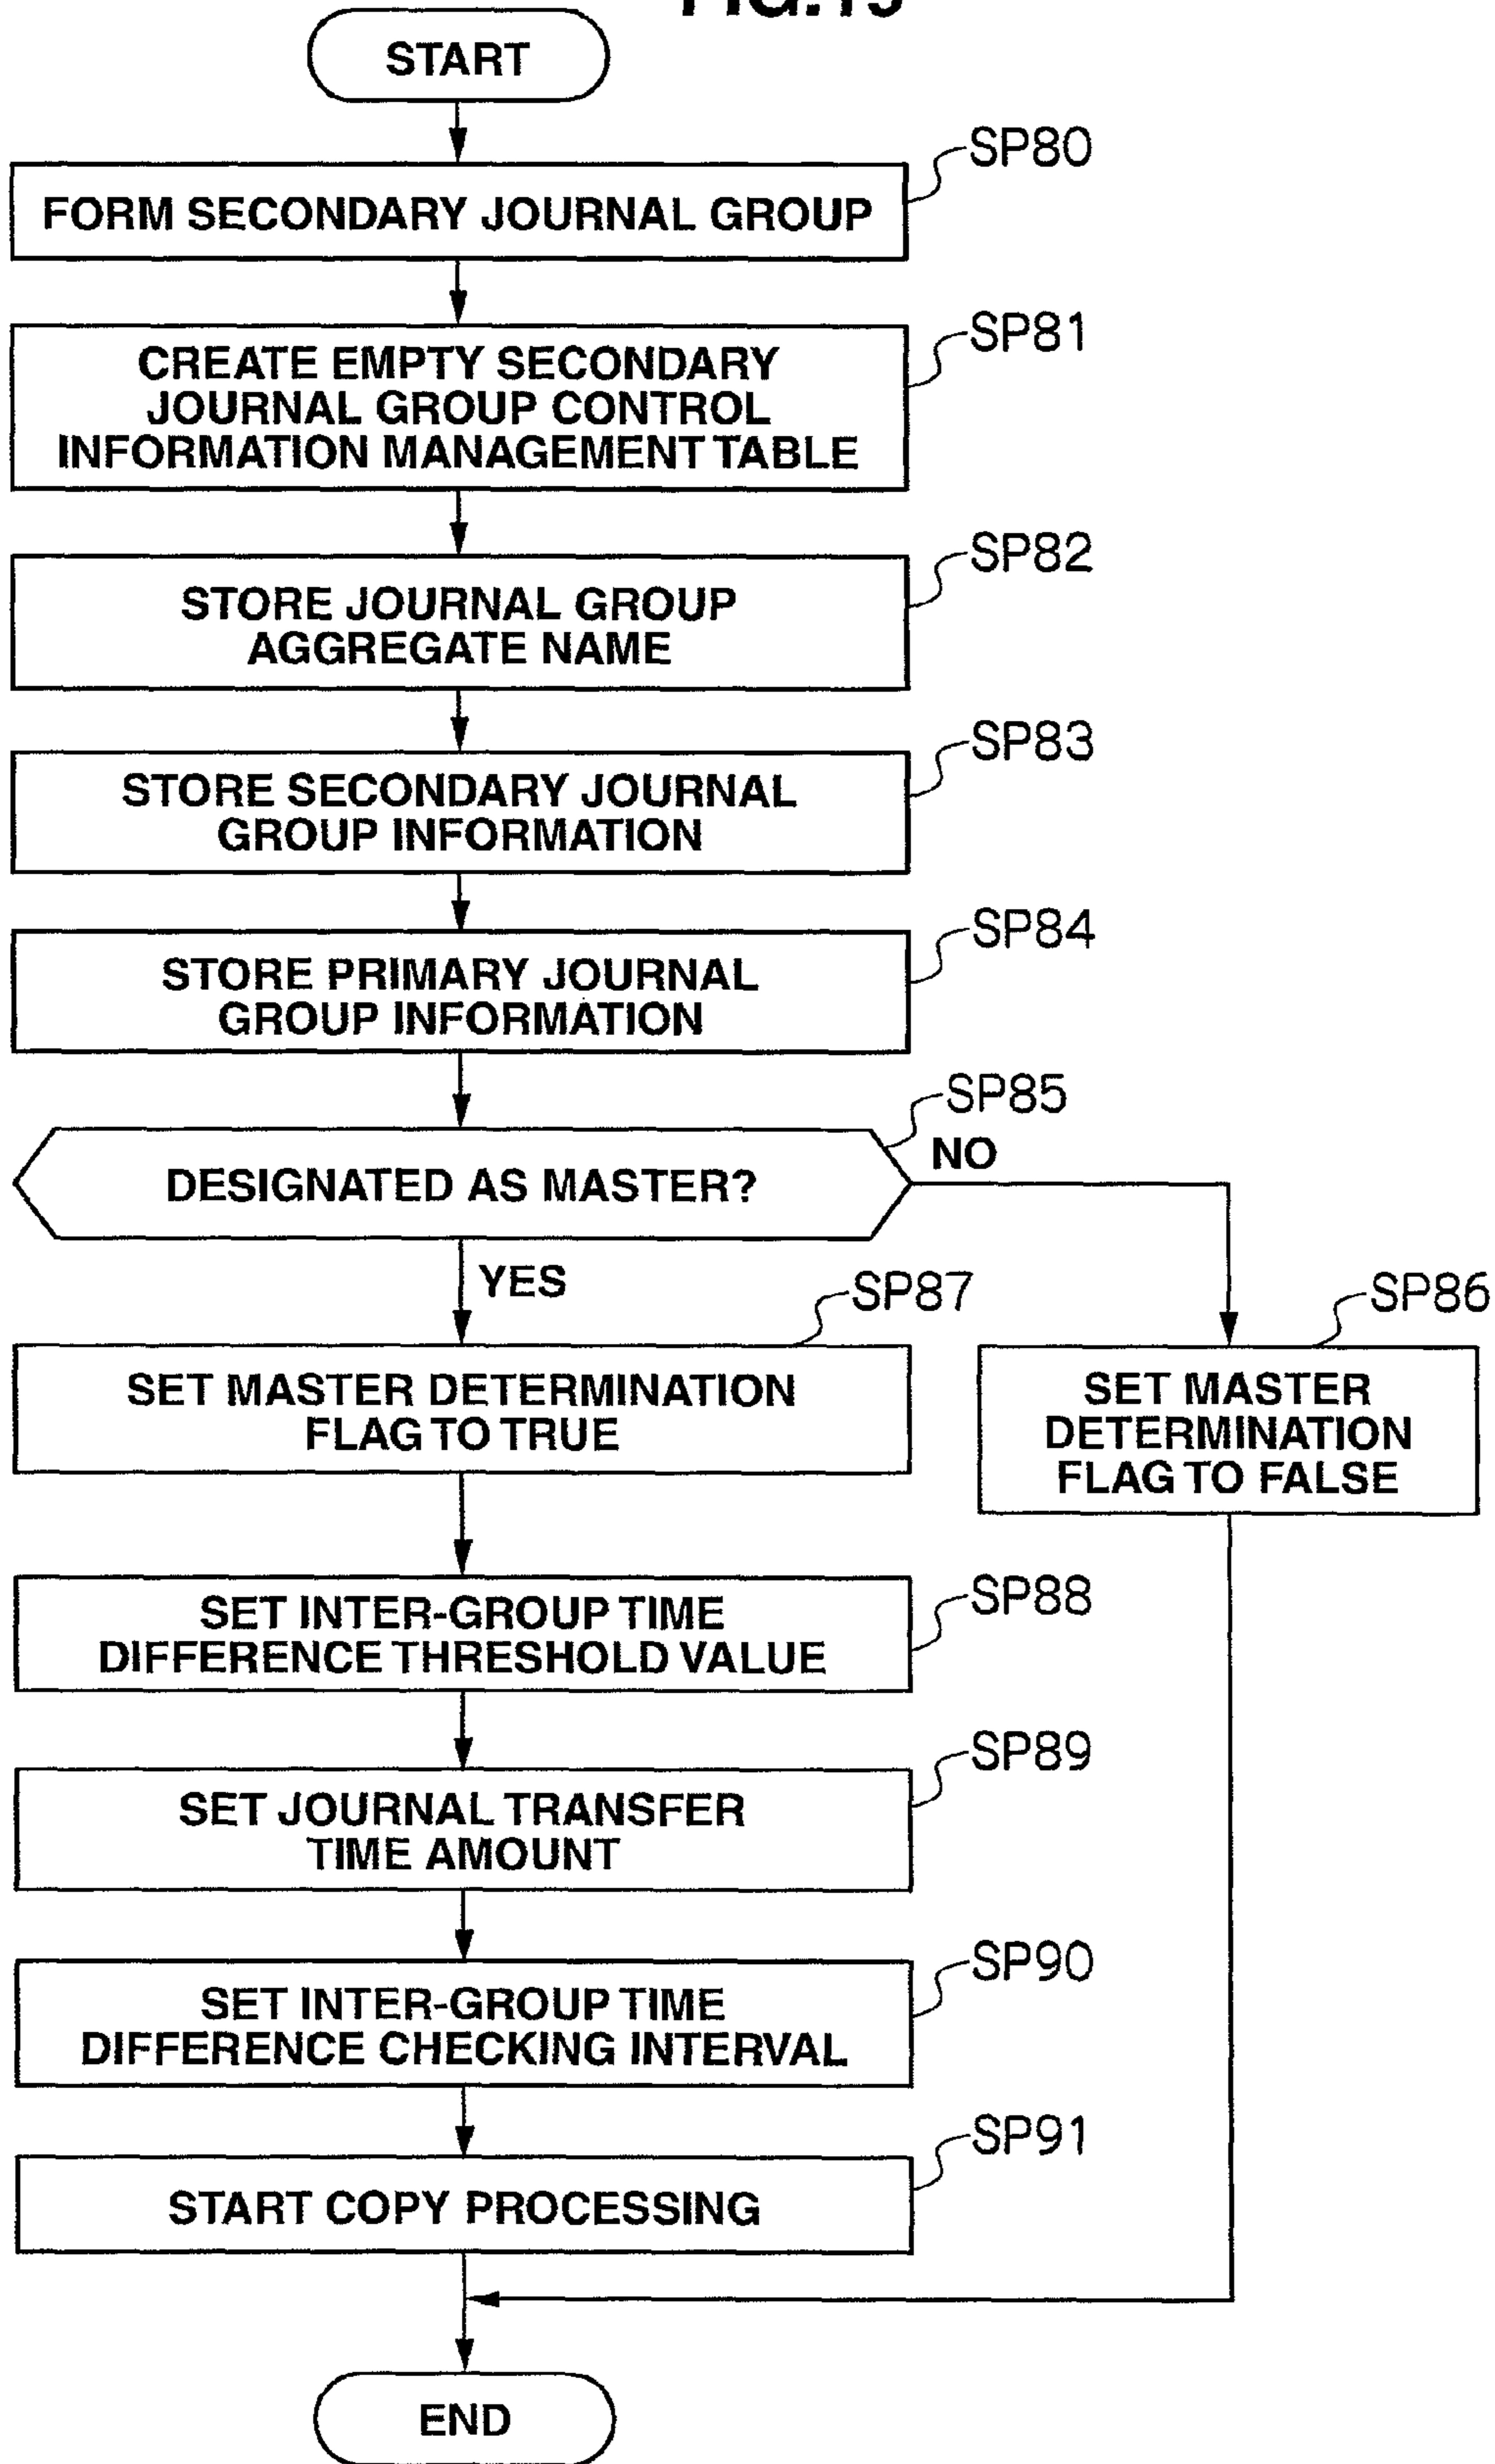 START
SP80
FORM SECONDARY JOURNAL GROUP
SP81
CREATE EMPTY SECONDARY
JOURNAL GROUP CONTROL
INFORMATION MANAGEMENT TABLE
SP82
STORE JOURNAL GROUP
AGGREGATE NAME
SP83
STORE SECONDARY JOURNAL
GROUP INFORMATION
SP84
STORE PRIMARY JOURNAL
GROUP INFORMATION
SP85
DESIGNATED AS MASTER?
NO
YES
SP87
SET MASTER DETERMINATION
FLAG TO TRUE
SP86
SET MASTER
DETERMINATION
FLAG TO FALSE
SP88
SET INTER-GROUP TIME
DIFFERENCE THRESHOLD VALUE
SP89
SET JOURNAL TRANSFER
TIME AMOUNT
SP90
SET INTER-GROUP TIME
DIFFERENCE CHECKING INTERVAL
SP91
START COPY PROCESSING
END